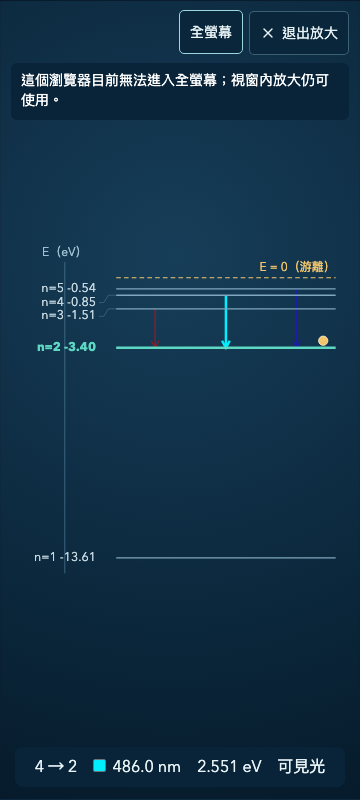 全螢幕
✕ 退出放大
這個瀏覽器目前無法進入全螢幕；視窗內放大仍可
使用。
E（eV）
E = 0（游離）
n=5 -0.54
n=4 -0.85
n=3 -1.51
n=2 -3.40
n=1 -13.61
4→2 486.0 nm 2.551 eV 可見光